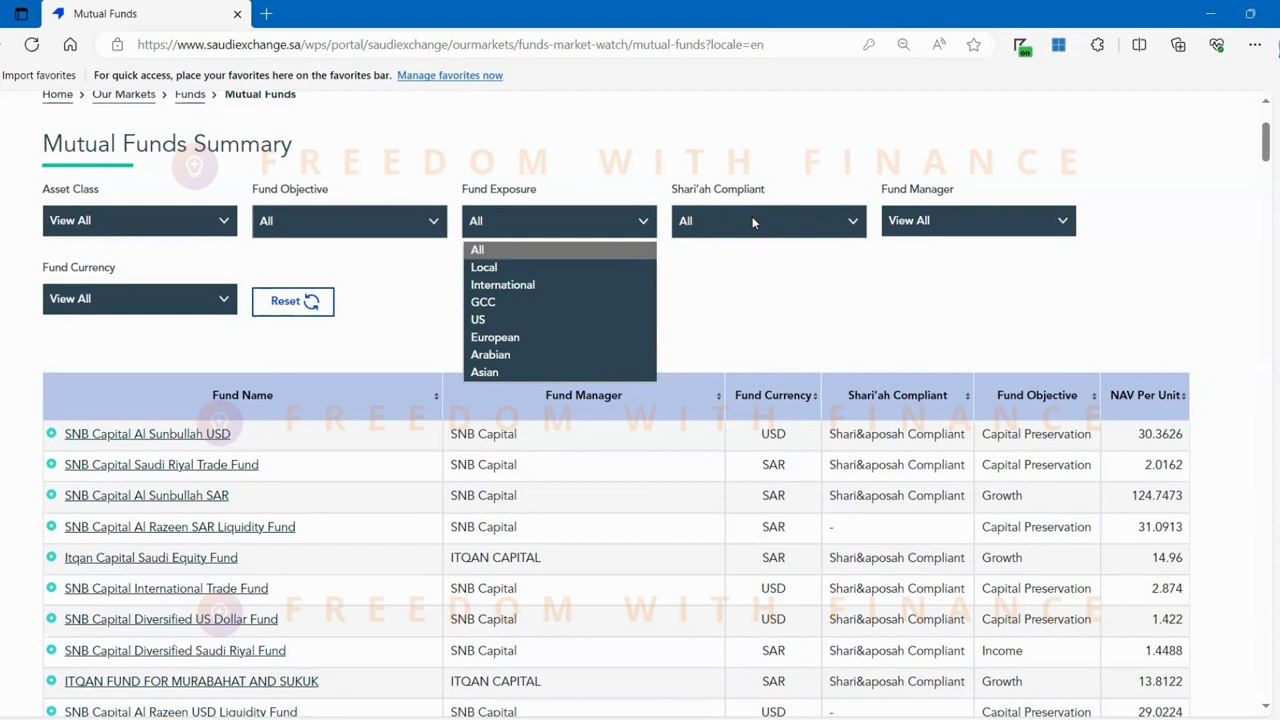 Mutual Funds
https://www.saudiexchange.sa/wps/portal/saudiexchange/ourmarkets/funds-market-watch/mutual-funds?locale=en
on
Import favorites For quick access, place your favorites here on the favorites bar. Manage favorites now
Home > Our Markets > Funds > Mutual Funds
Mutual Funds Summary
FREEDOM WITH FINANCE
Asset Class Fund Objective Fund Exposure Shari'ah Compliant Fund Manager
View All All All All View All
All
Local
International
GCC
US
European
Arabian
Asian
Fund Currency
View All Reset
Fund Name Fund Manager Fund Currency Shari'ah Compliant Fund Objective NAV Per Unit
FREEDOM WITH FINANCE
SNB Capital Al Sunbullah USD SNB Capital USD Shari&aposah Compliant Capital Preservation 30.3626
SNB Capital Saudi Riyal Trade Fund SNB Capital SAR Shari&aposah Compliant Capital Preservation 2.0162
SNB Capital Al Sunbullah SAR SNB Capital SAR Shari&aposah Compliant Growth 124.7473
SNB Capital Al Razeen SAR Liquidity Fund SNB Capital SAR - Capital Preservation 31.0913
Itqan Capital Saudi Equity Fund ITQAN CAPITAL SAR Shari&aposah Compliant Growth 14.96
SNB Capital International Trade Fund SNB Capital USD Shari&aposah Compliant Capital Preservation 2.874
FREEDOM WITH FINANCE
SNB Capital Diversified US Dollar Fund SNB Capital USD Shari&aposah Compliant Capital Preservation 1.422
SNB Capital Diversified Saudi Riyal Fund SNB Capital SAR Shari&aposah Compliant Income 1.4488
ITQAN FUND FOR MURABAHAT AND SUKUK ITQAN CAPITAL SAR Shari&aposah Compliant Growth 13.8122
SNB Capital Al Razeen USD Liquidity Fund SNB Capital USD - Capital Preservation 29.0224